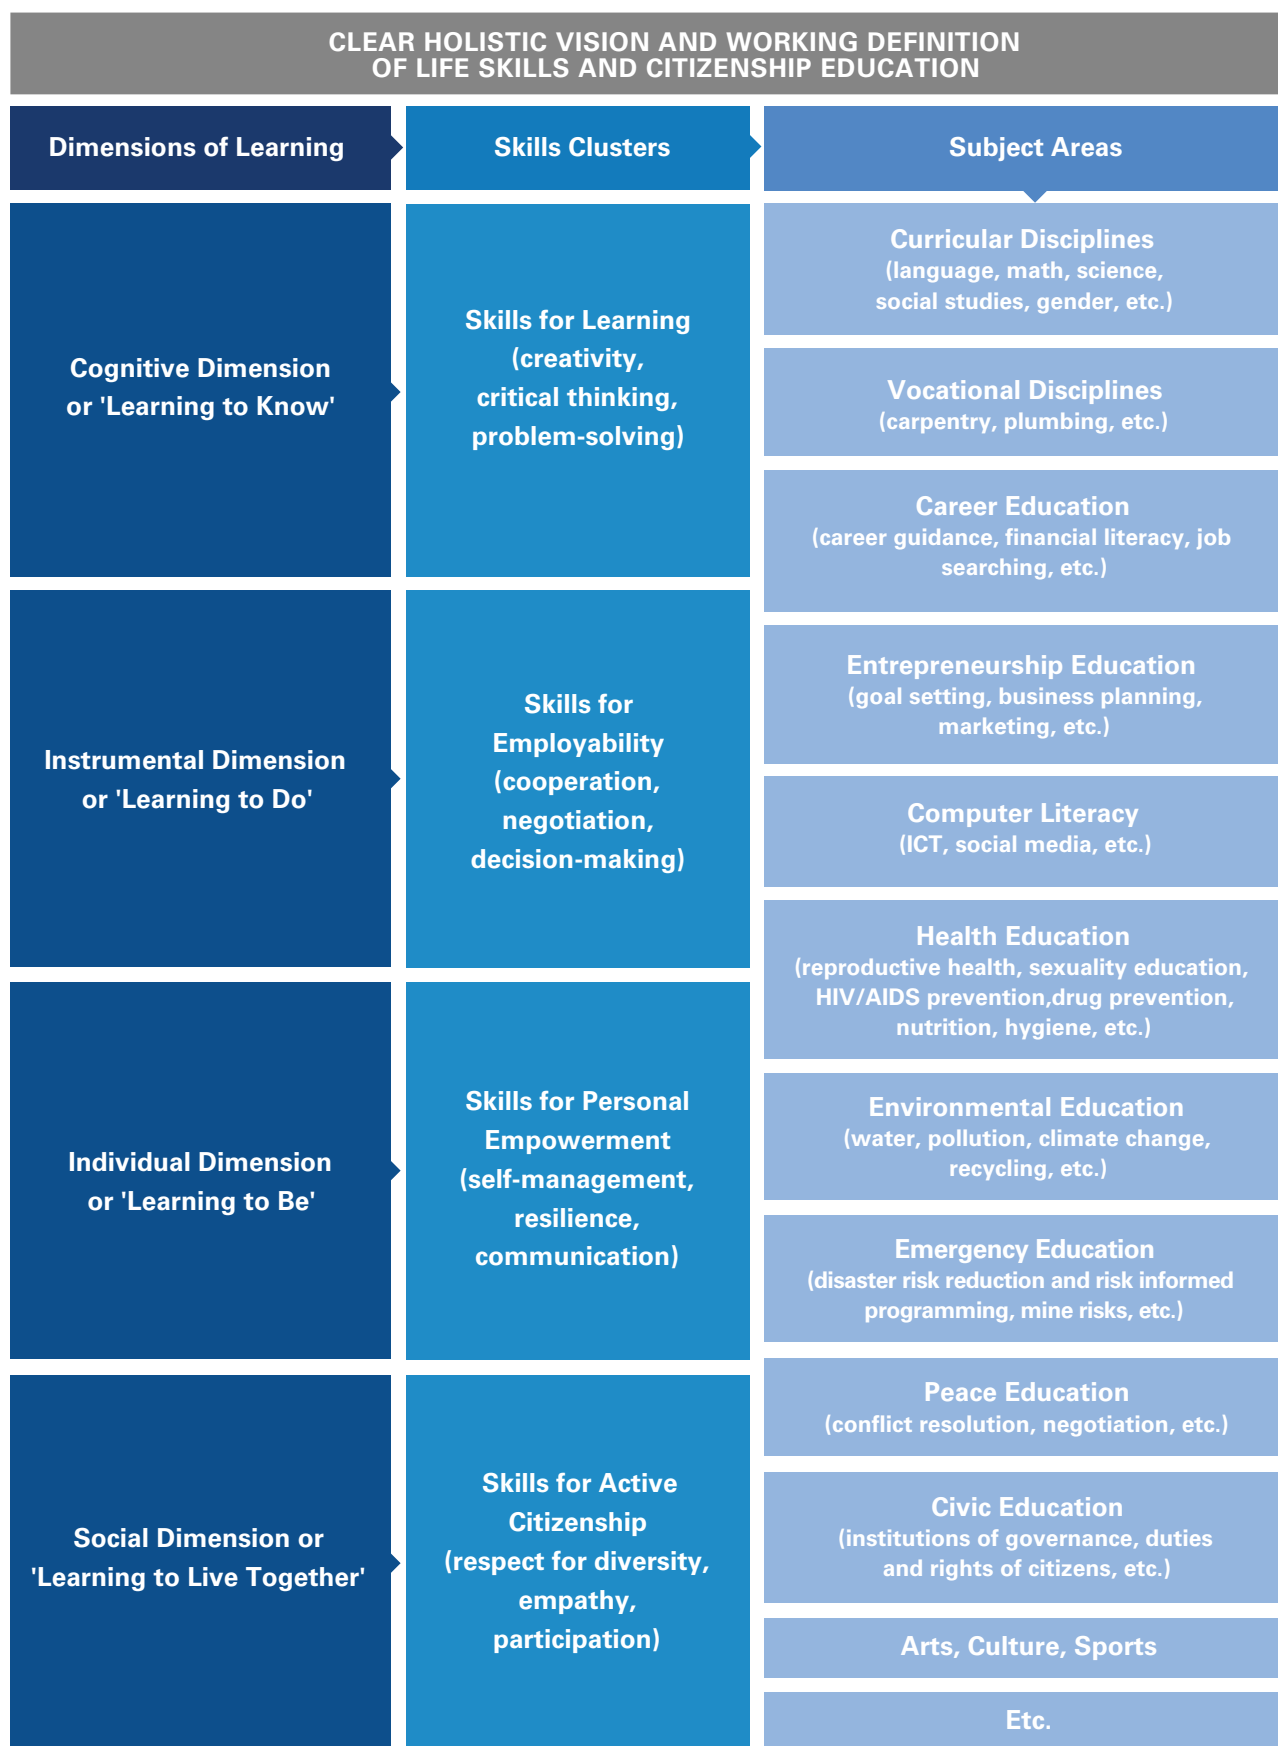 CLEAR HOLISTIC VISION AND WORKING DEFINITION
OF LIFE SKILLS AND CITIZENSHIP EDUCATION
Dimensions of Learning
Skills Clusters
Subject Areas
Cognitive Dimension
or 'Learning to Know'
Skills for Learning
(creativity,
critical thinking,
problem-solving)
Instrumental Dimension
or 'Learning to Do'
Skills for
Employability
(cooperation,
negotiation,
decision-making)
Individual Dimension
or 'Learning to Be'
Skills for Personal
Empowerment
(self-management,
resilience,
communication)
Social Dimension or
'Learning to Live Together'
Skills for Active
Citizenship
(respect for diversity,
empathy,
participation)
Curricular Disciplines
(language, math, science,
social studies, gender, etc.)
Vocational Disciplines
(carpentry, plumbing, etc.)
Career Education
(career guidance, financial literacy, job
searching, etc.)
Entrepreneurship Education
(goal setting, business planning,
marketing, etc.)
Computer Literacy
(ICT, social media, etc.)
Health Education
(reproductive health, sexuality education,
HIV/AIDS prevention,drug prevention,
nutrition, hygiene, etc.)
Environmental Education
(water, pollution, climate change,
recycling, etc.)
Emergency Education
(disaster risk reduction and risk informed
programming, mine risks, etc.)
Peace Education
(conflict resolution, negotiation, etc.)
Civic Education
(institutions of governance, duties
and rights of citizens, etc.)
Arts, Culture, Sports
Etc.